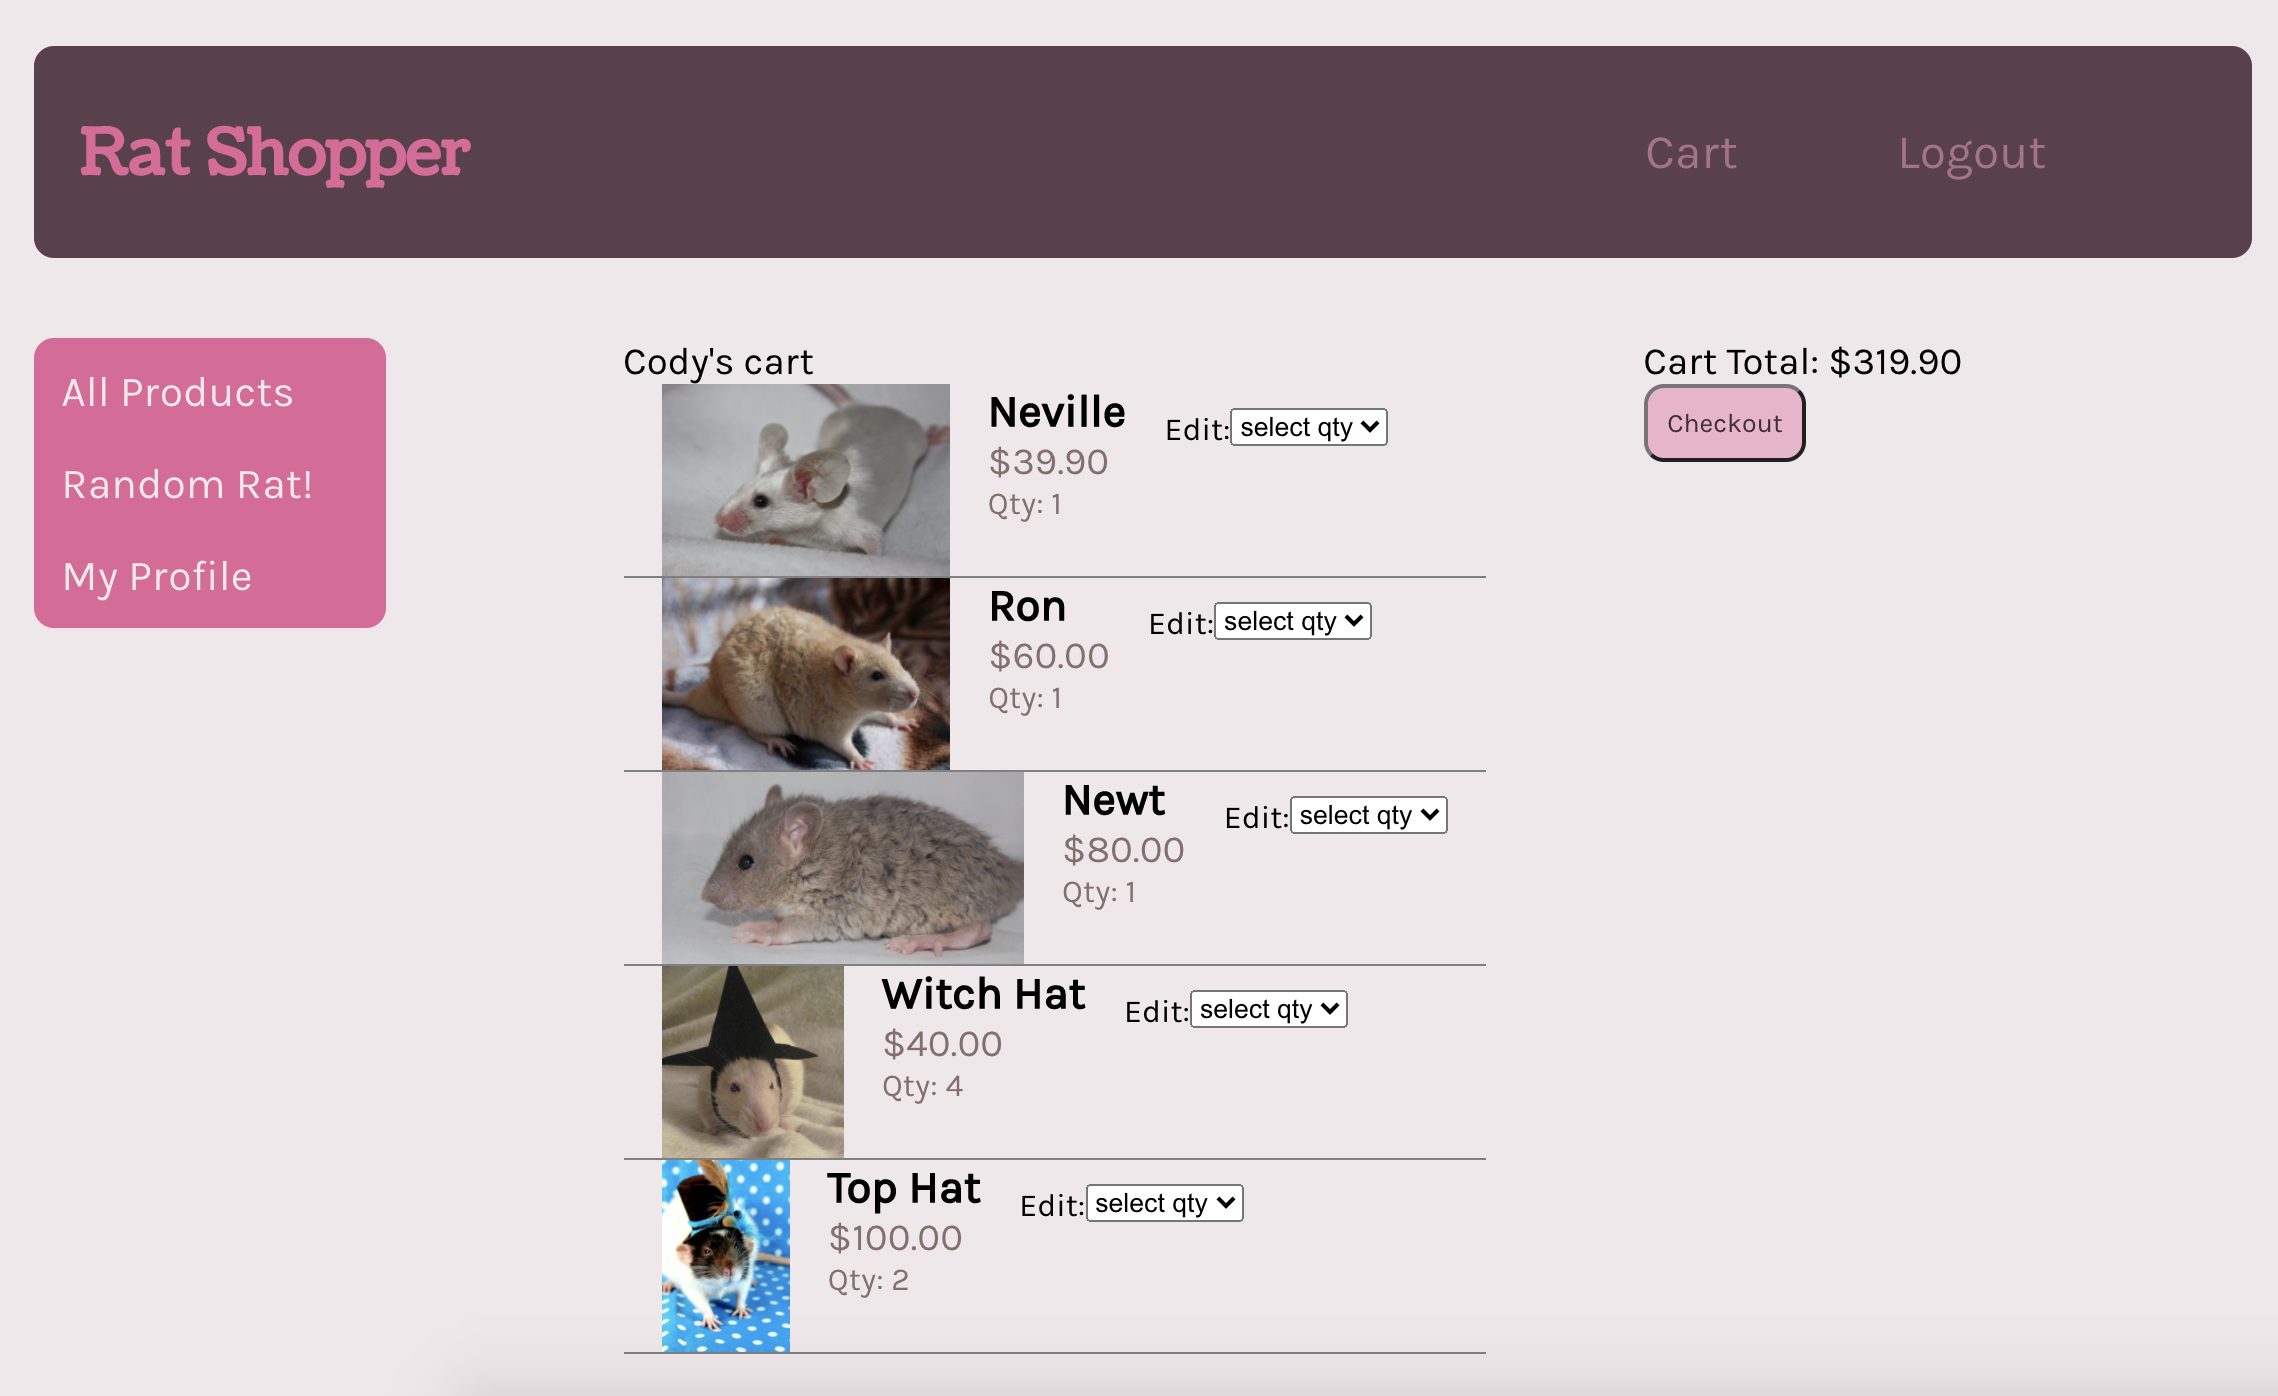 Rat Shopper
Cart
Logout
All Products
Random Rat!
My Profile
Cody's cart
Neville
$39.90
Qty: 1
Edit: select qty
Ron
$60.00
Qty: 1
Edit: select qty
Newt
$80.00
Qty: 1
Edit: select qty
Witch Hat
$40.00
Qty: 4
Edit: select qty
Top Hat
$100.00
Qty: 2
Edit: select qty
Cart Total: $319.90
Checkout